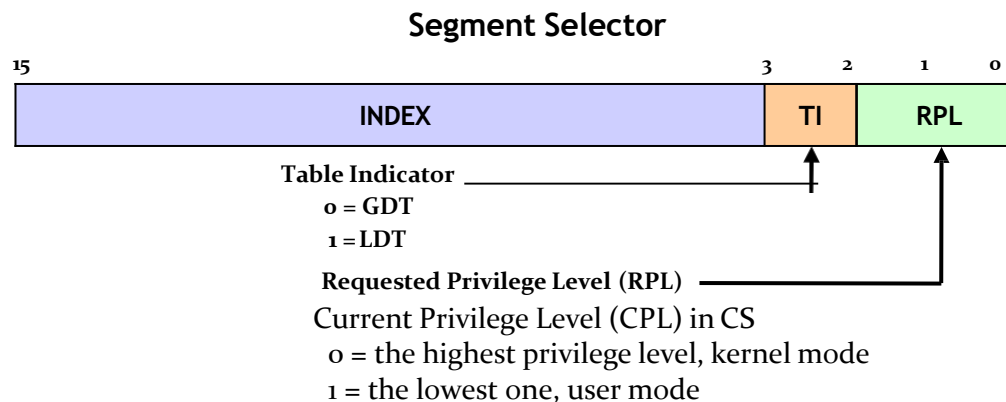 Segment Selector
15 3 2 1 0
INDEX TI RPL
Table Indicator
0 = GDT
1 = LDT
Requested Privilege Level (RPL)
Current Privilege Level (CPL) in CS
0 = the highest privilege level, kernel mode
1 = the lowest one, user mode